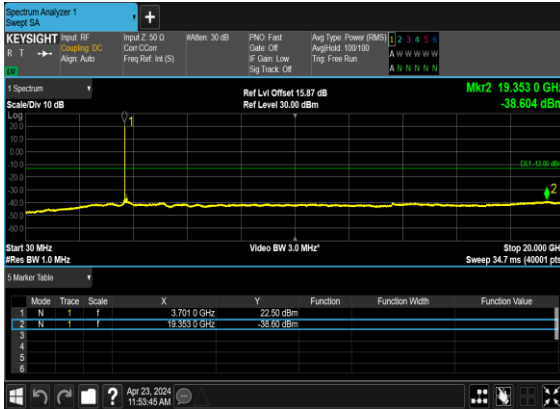 Spectrum Analyzer 1
Swept SA
+
KEYSIGHT Input: RF Input Z: 50 Ω #Atten: 30 dB PNO: Fast Avg Type: Power (RMS) 1 2 3 4 5 6
R T Coupling: DC Corr CCorr Gate: Off Avg|Hold: 100/100 A W W W W W
Align: Auto Freq Ref: Int (S) IF Gain: Low Trig: Free Run
Sig Track: Off A N N N N N
1 Spectrum Ref Lvl Offset 15.87 dB Mkr2 19.353 0 GHz
Scale/Div 10 dB Ref Level 30.00 dBm -38.604 dBm
Log
20.0
10.0
0.00
-10.0
-20.0
-30.0
-40.0
-50.0
-60.0
1
DL1 -13.00 dBm
2
Start 30 MHz Video BW 3.0 MHz* Stop 20.000 GH
#Res BW 1.0 MHz Sweep 34.7 ms (40001 pts
5 Marker Table
Mode Trace Scale X Y Function Function Width Function Value
1 N 1 f 3.701 0 GHz 22.50 dBm
2 N 1 f 19.353 0 GHz -38.60 dBm
3
4
5
6
? Apr 23, 2024
11:53:45 AM